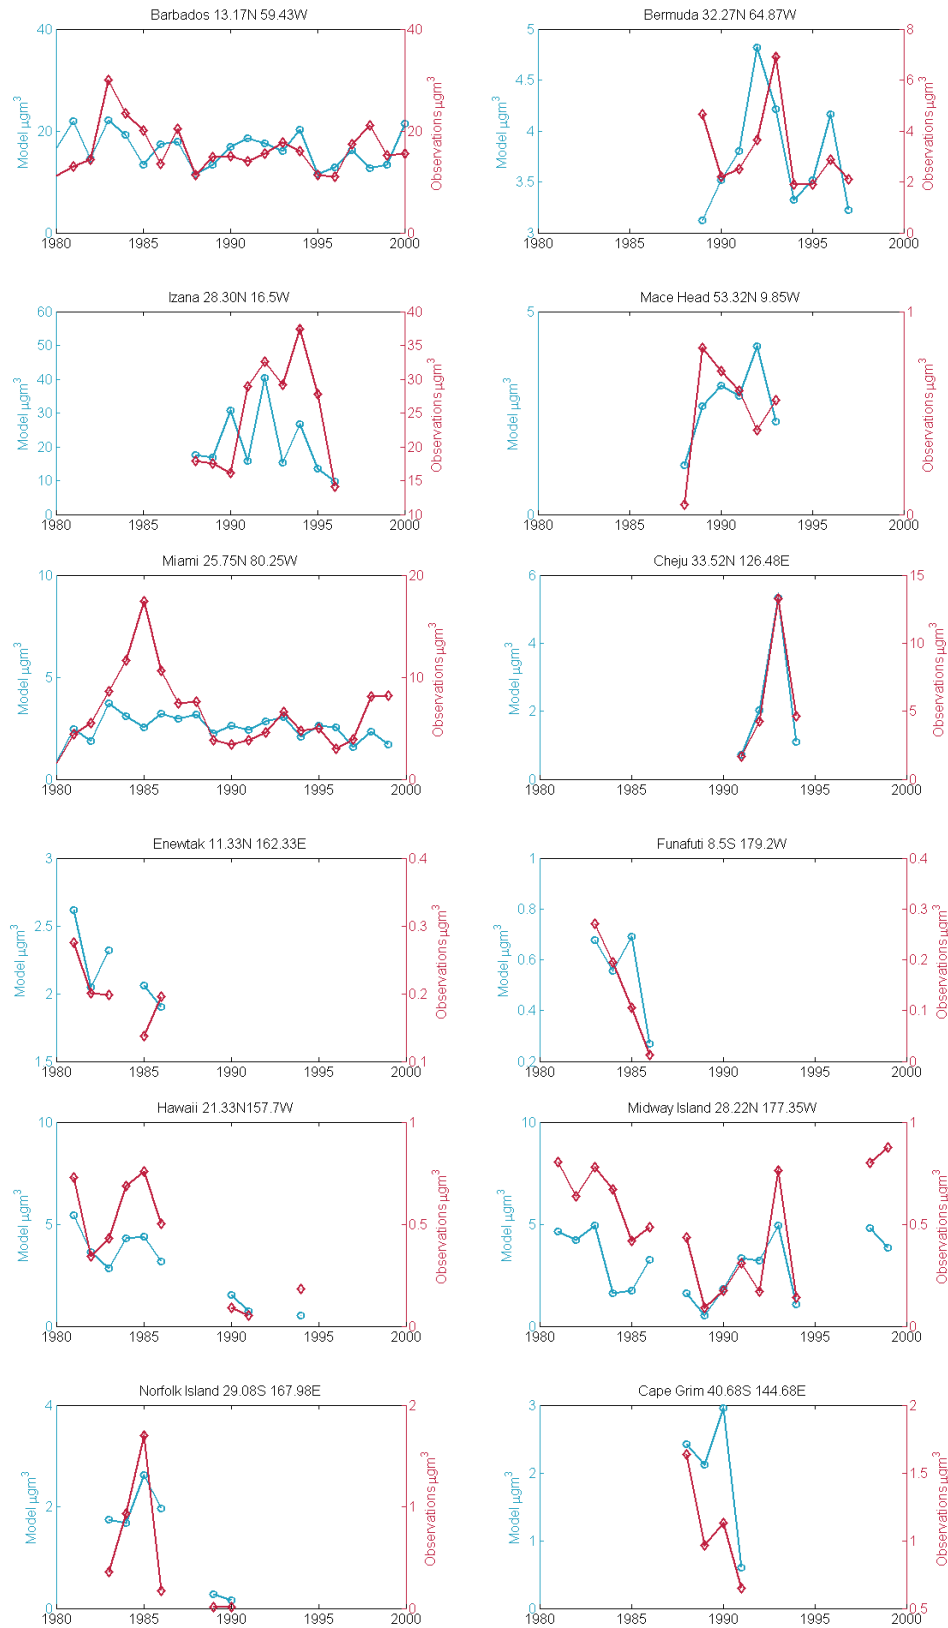 Barbados 13.17N 59.43W
40
20
0
Model µgm³
40
20
0
Observations µgm³
1980 1985 1990 1995 2000
Bermuda 32.27N 64.87W
5
4.5
4
3.5
3
Model µgm³
8
6
4
2
0
Observations µgm³
1980 1985 1990 1995 2000
Izana 28.30N 16.5W
60
50
40
30
20
10
0
Model µgm³
40
35
30
25
20
15
10
Observations µgm³
1980 1985 1990 1995 2000
Mace Head 53.32N 9.85W
5
0
Model µgm³
1
0
Observations µgm³
1980 1985 1990 1995 2000
Miami 25.75N 80.25W
10
5
0
Model µgm³
20
10
0
Observations µgm³
1980 1985 1990 1995 2000
Cheju 33.52N 126.48E
6
4
2
0
Model µgm³
15
10
5
0
Observations µgm³
1980 1985 1990 1995 2000
Enewtak 11.33N 162.33E
3
2.5
2
1.5
Model µgm³
0.4
0.3
0.2
0.1
Observations µgm³
1980 1985 1990 1995 2000
Funafuti 8.5S 179.2W
1
0.8
0.6
0.4
0.2
Model µgm³
0.4
0.3
0.2
0.1
0
Observations µgm³
1980 1985 1990 1995 2000
Hawaii 21.33N157.7W
10
5
0
Model µgm³
1
0.5
0
Observations µgm³
1980 1985 1990 1995 2000
Midway Island 28.22N 177.35W
10
5
0
Model µgm³
1
0.5
0
Observations µgm³
1980 1985 1990 1995 2000
Norfolk Island 29.08S 167.98E
4
2
0
Model µgm³
2
1
0
Observations µgm³
1980 1985 1990 1995 2000
Cape Grim 40.68S 144.68E
3
2
1
0
Model µgm³
2
1.5
1
0.5
Observations µgm³
1980 1985 1990 1995 2000